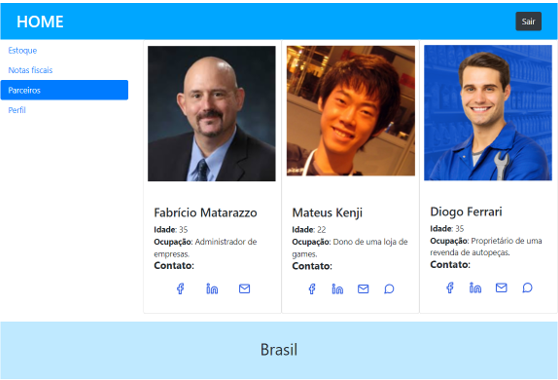 HOME
Sair
Estoque
Notas fiscais
Parceiros
Perfil
Fabrício Matarazzo
Idade: 35
Ocupação: Administrador de
empresas.
Contato:
Mateus Kenji
Idade: 22
Ocupação: Dono de uma loja de
games.
Contato:
Diogo Ferrari
Idade: 35
Ocupação: Proprietário de uma
revenda de autopeças.
Contato:
Brasil